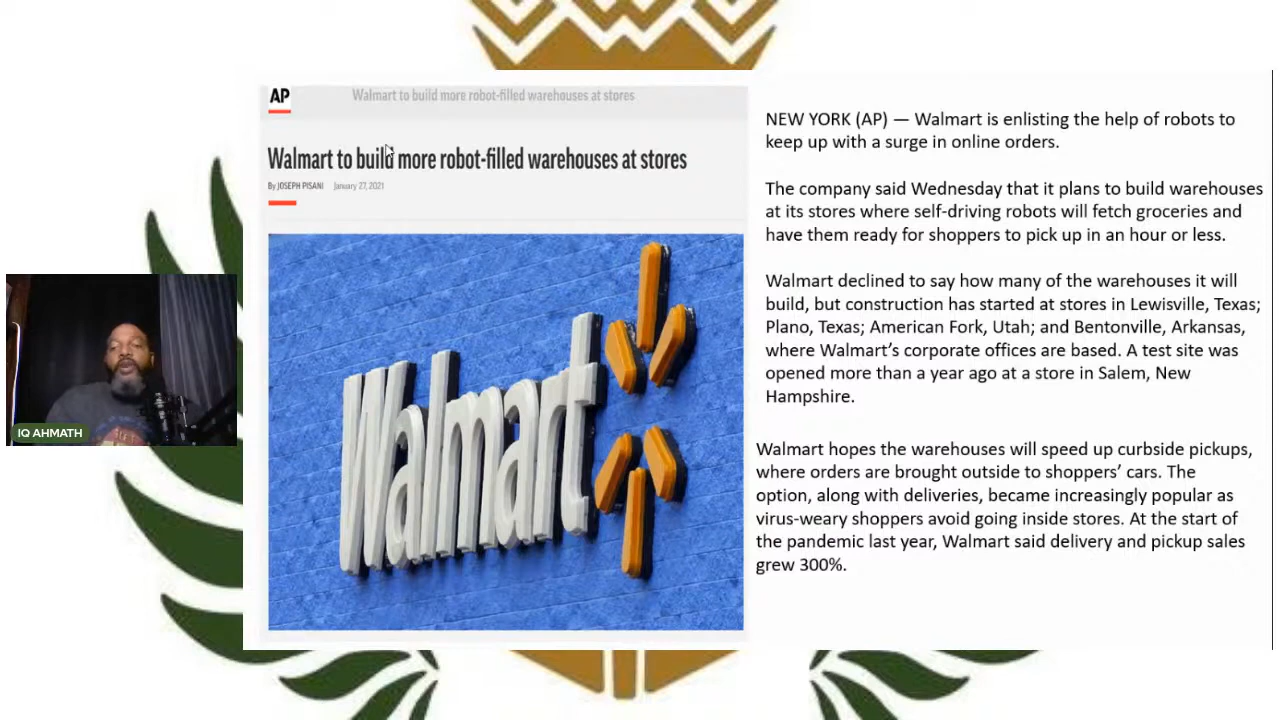 AP
Walmart to build more robot-filled warehouses at stores
Walmart to build more robot-filled warehouses at stores
By JOSEPH PISANI January 27, 2021
Walmart
IQ AHMATH
NEW YORK (AP) — Walmart is enlisting the help of robots to
keep up with a surge in online orders.
The company said Wednesday that it plans to build warehouses
at its stores where self-driving robots will fetch groceries and
have them ready for shoppers to pick up in an hour or less.
Walmart declined to say how many of the warehouses it will
build, but construction has started at stores in Lewisville, Texas;
Plano, Texas; American Fork, Utah; and Bentonville, Arkansas,
where Walmart’s corporate offices are based. A test site was
opened more than a year ago at a store in Salem, New
Hampshire.
Walmart hopes the warehouses will speed up curbside pickups,
where orders are brought outside to shoppers’ cars. The
option, along with deliveries, became increasingly popular as
virus-weary shoppers avoid going inside stores. At the start of
the pandemic last year, Walmart said delivery and pickup sales
grew 300%.